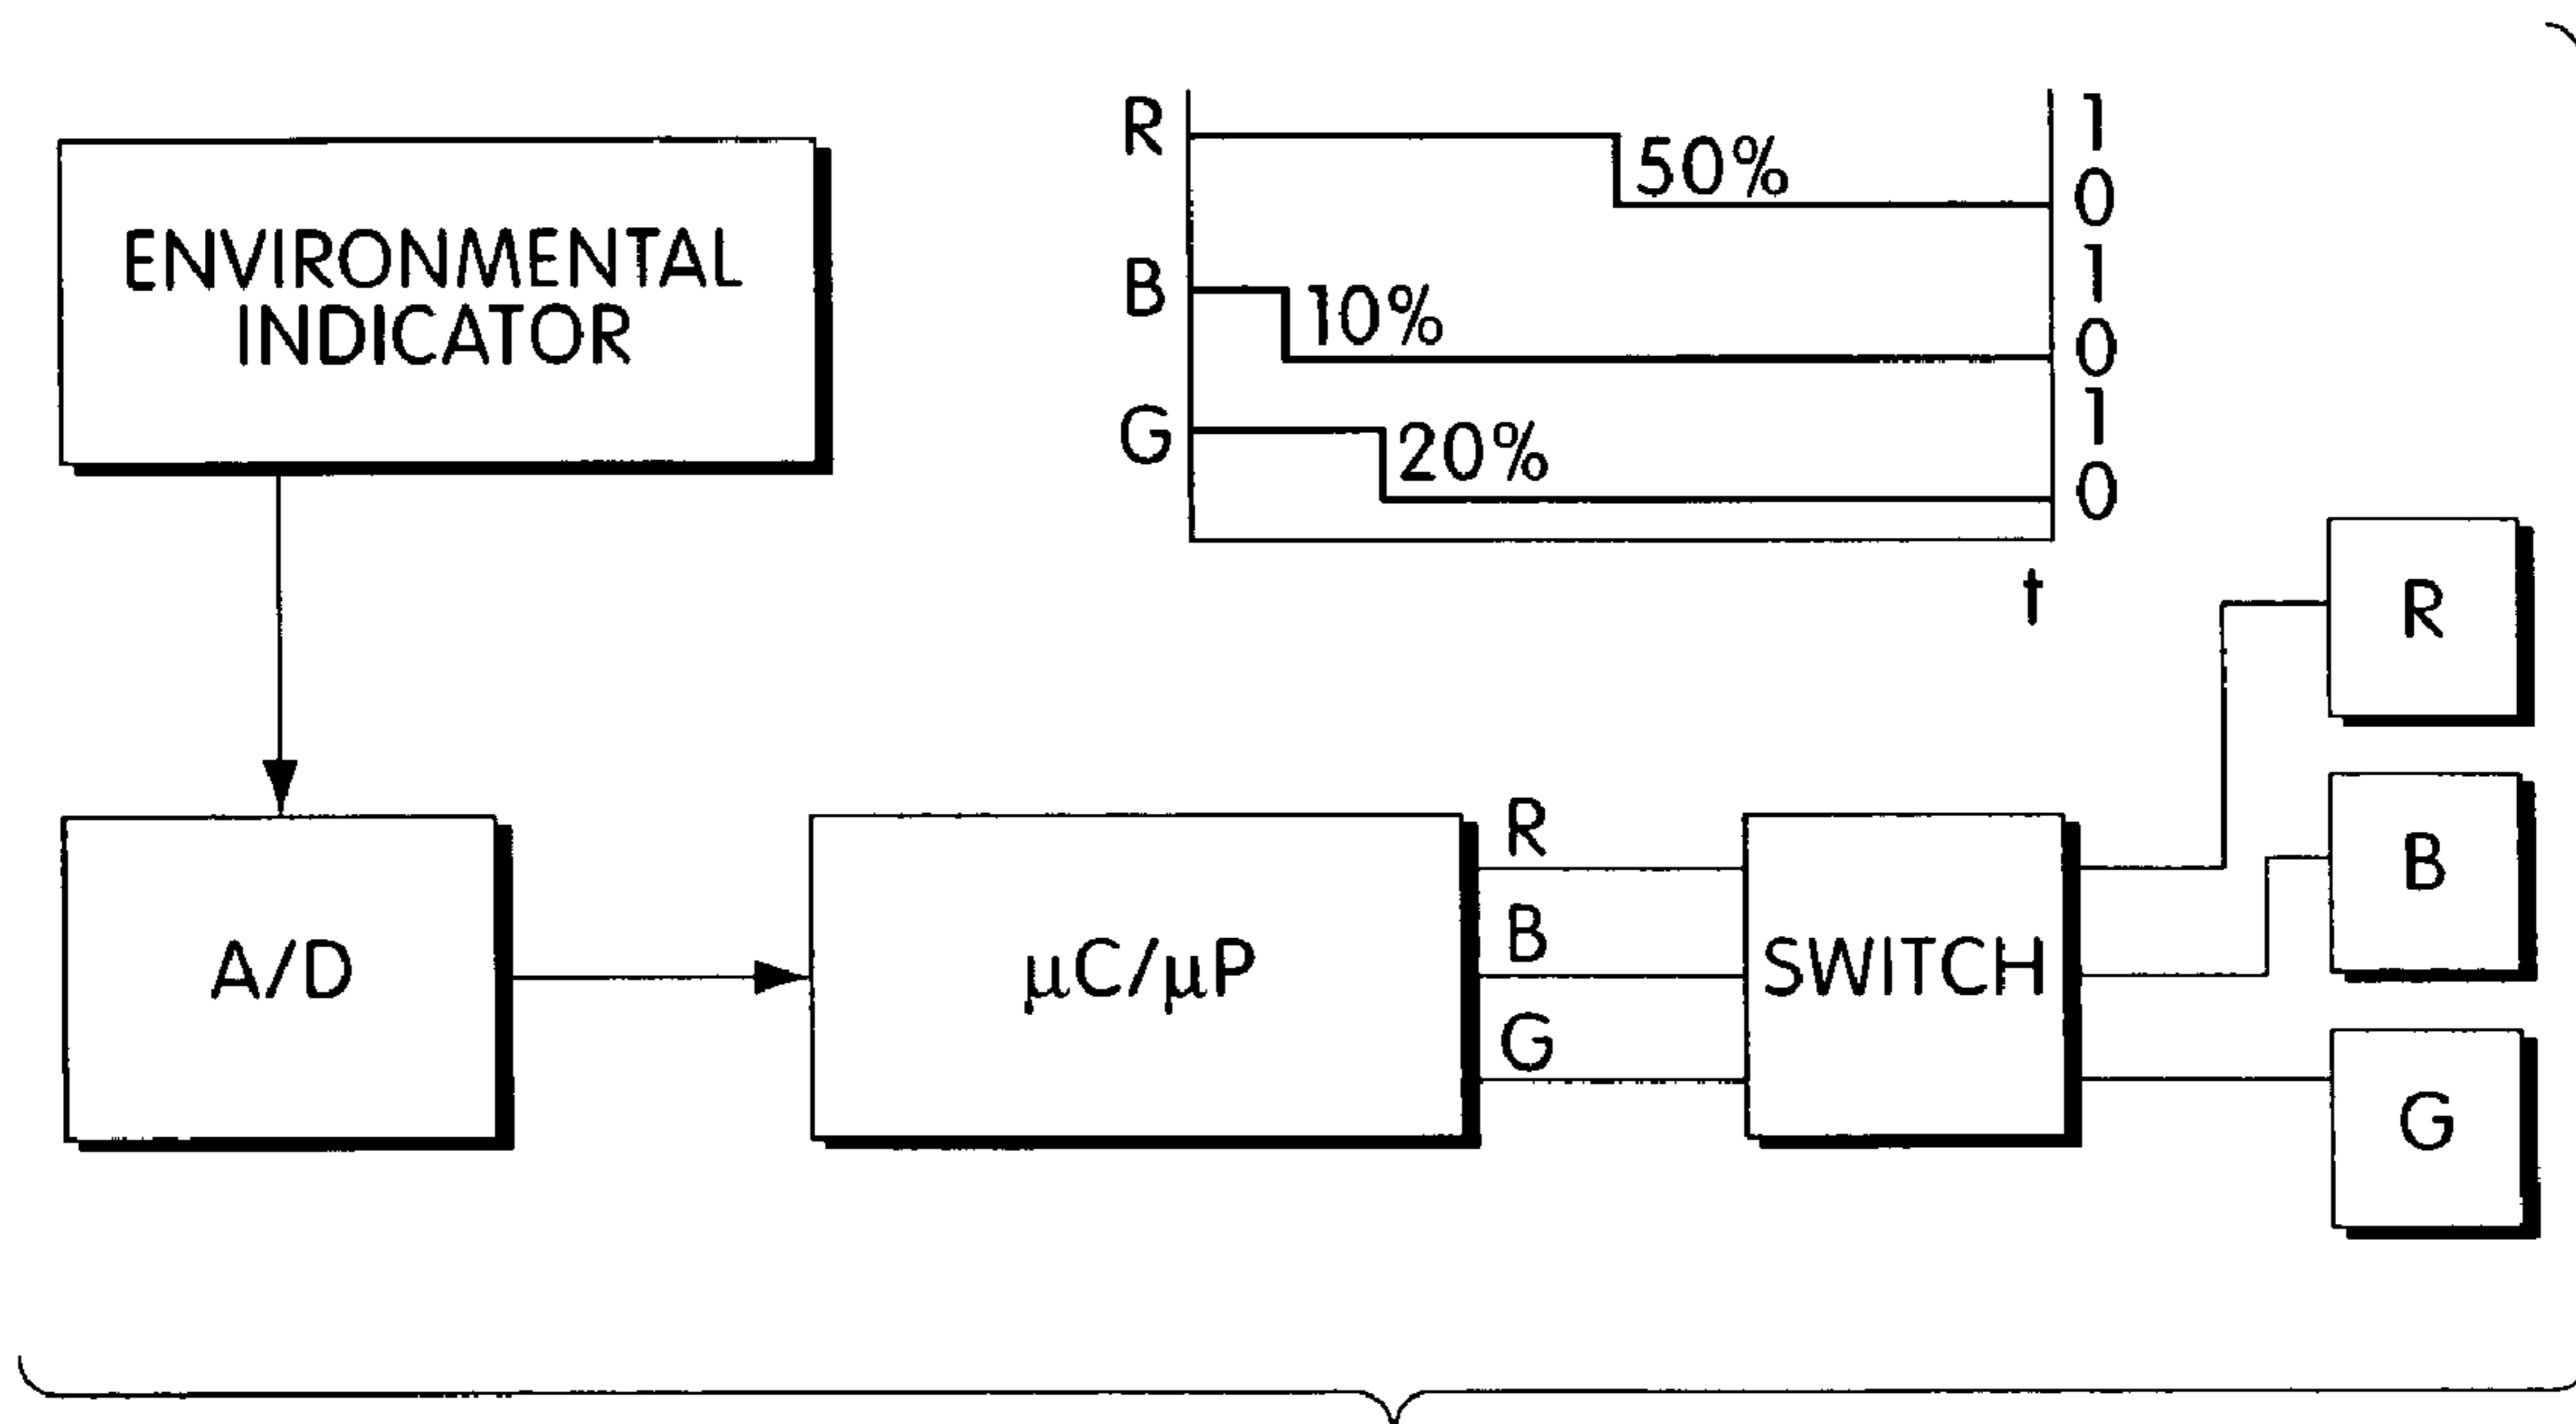 ENVIRONMENTAL
INDICATOR
R
50%
1
0
B
10%
1
0
G
20%
1
0
t
A/D
µC/µP
R
B
G
SWITCH
R
B
G